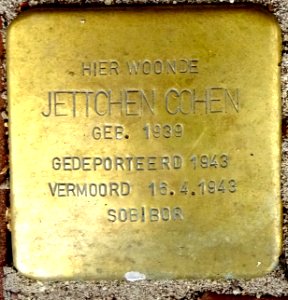 HIER WOONDE
JETTCHEN COHEN
GEB. 1939
GEDEPORTEERD 1943
VERMOORD 16.4.1943
SOBIBOR